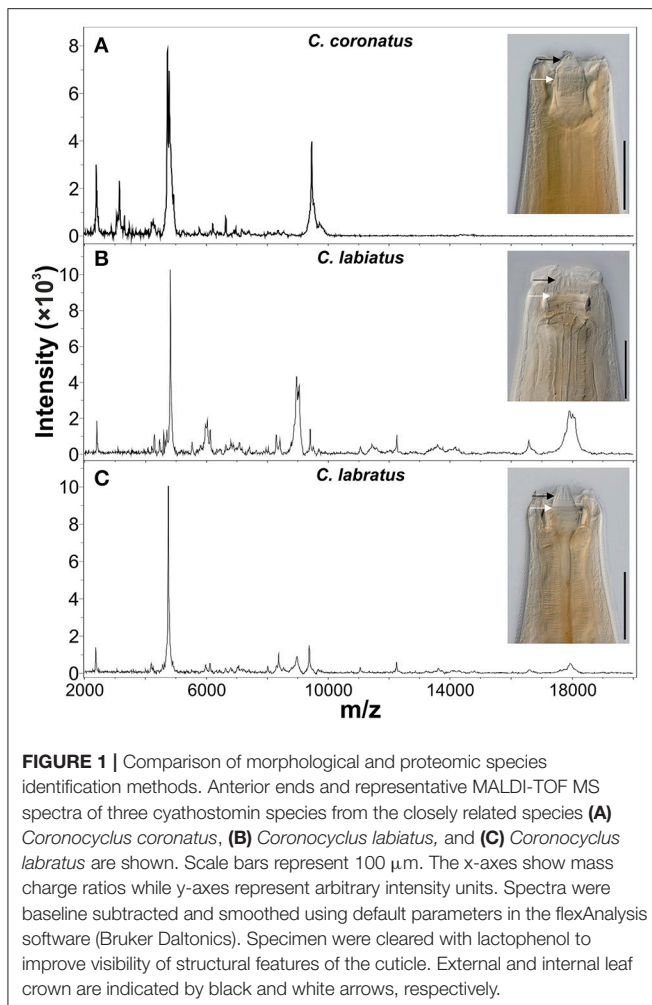 A
C. coronatus
8
6
4
2
0
B
C. labiatus
10
8
6
4
2
0
Intensity (×10³)
C
C. labratus
10
8
6
4
2
0
2000 6000 10000 14000 18000
m/z
FIGURE 1 | Comparison of morphological and proteomic species
identification methods. Anterior ends and representative MALDI-TOF MS
spectra of three cyathostomin species from the closely related species (A)
Coronocyclus coronatus, (B) Coronocyclus labiatus, and (C) Coronocyclus
labratus are shown. Scale bars represent 100 μm. The x-axes show mass
charge ratios while y-axes represent arbitrary intensity units. Spectra were
baseline subtracted and smoothed using default parameters in the flexAnalysis
software (Bruker Daltonics). Specimen were cleared with lactophenol to
improve visibility of structural features of the cuticle. External and internal leaf
crown are indicated by black and white arrows, respectively.